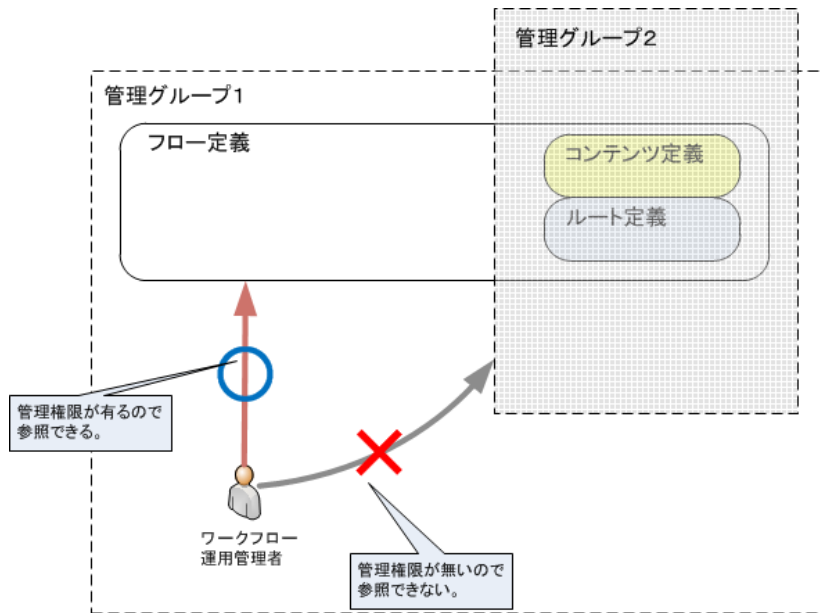 管理グループ2
管理グループ1
フロー定義
コンテンツ定義
ルート定義
管理権限が有るので
参照できる。
ワークフロー
運用管理者
管理権限が無いので
参照できない。